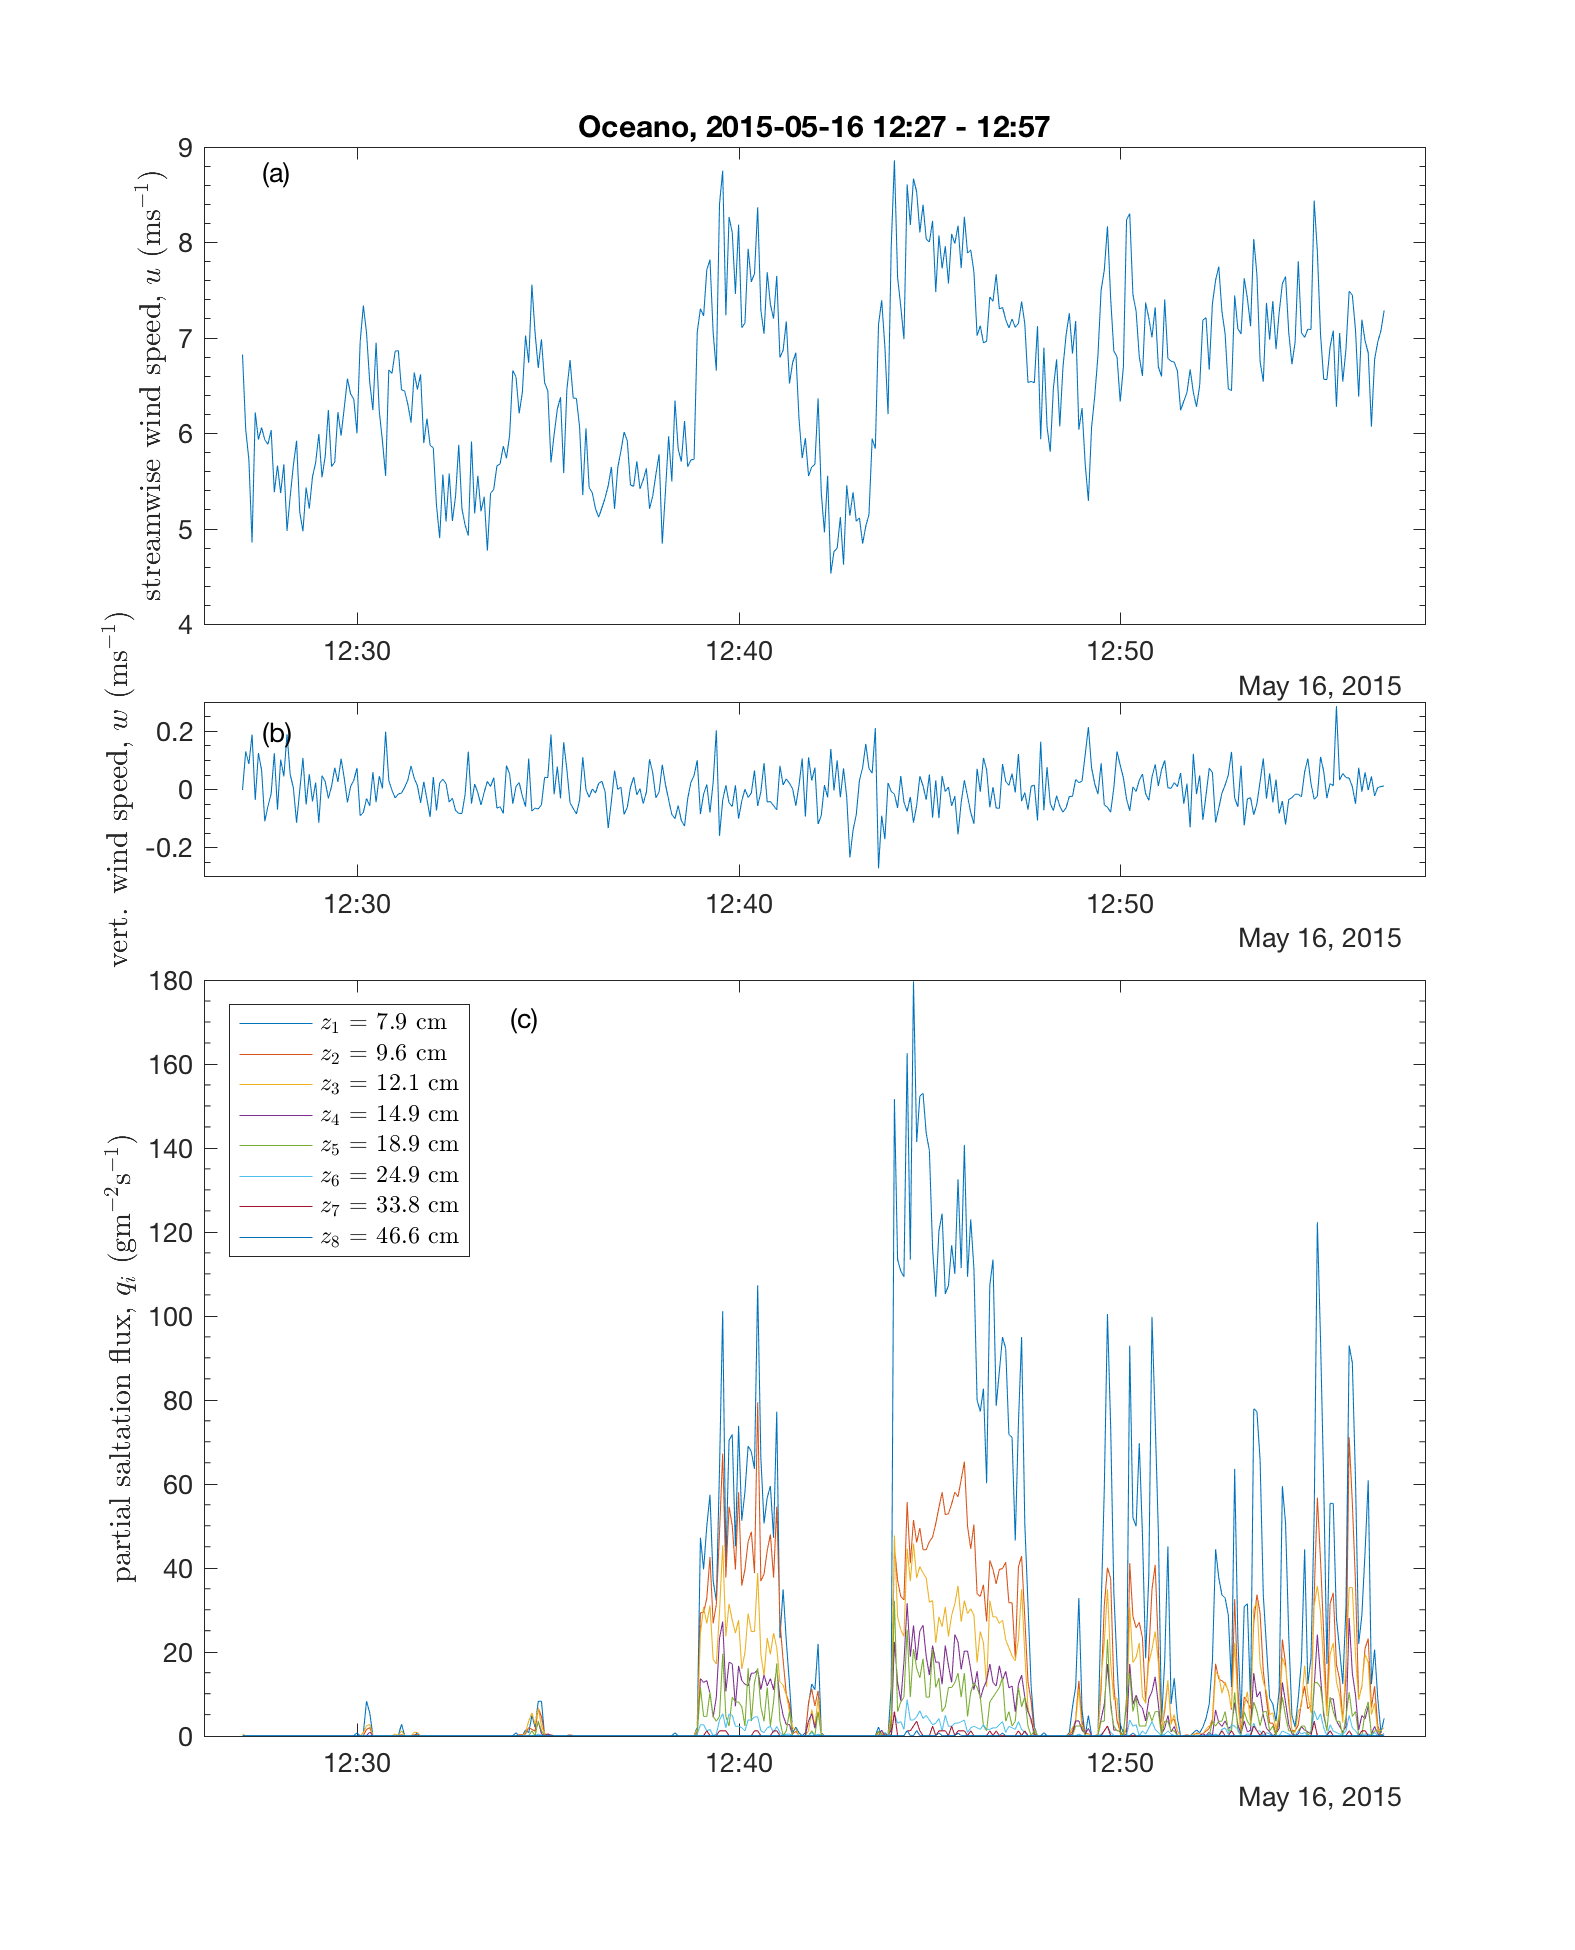 Oceano, 2015-05-16 12:27 - 12:57
(a)
streamwise wind speed, u (ms⁻¹)
9
8
7
6
5
4
12:30 12:40 12:50
May 16, 2015
(b)
vert. wind speed, w (ms⁻¹)
0.2
0
-0.2
12:30 12:40 12:50
May 16, 2015
(c)
partial saltation flux, qᵢ (gm⁻²s⁻¹)
180
160
140
120
100
80
60
40
20
0
z₁ = 7.9 cm
z₂ = 9.6 cm
z₃ = 12.1 cm
z₄ = 14.9 cm
z₅ = 18.9 cm
z₆ = 24.9 cm
z₇ = 33.8 cm
z₈ = 46.6 cm
12:30 12:40 12:50
May 16, 2015